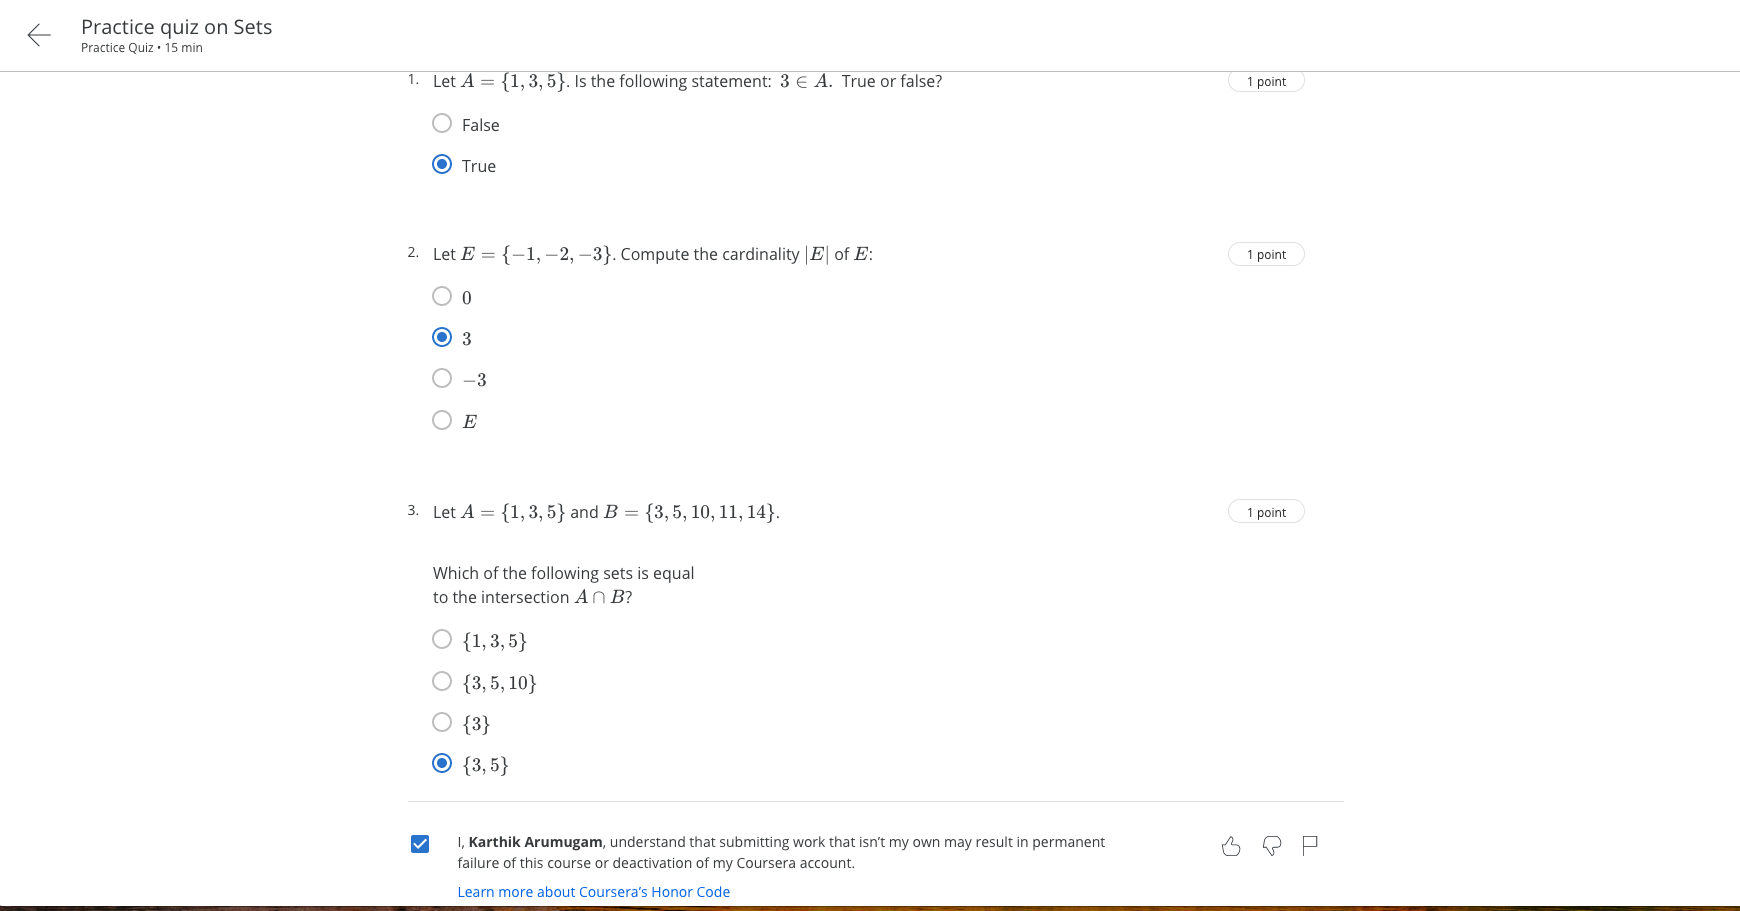 Practice quiz on Sets
Practice Quiz • 15 min
1. Let A = {1, 3, 5}. Is the following statement: 3 ∈ A. True or false?
1 point
False
True
2. Let E = {−1, −2, −3}. Compute the cardinality |E| of E:
1 point
0
3
−3
E
3. Let A = {1, 3, 5} and B = {3, 5, 10, 11, 14}.
1 point
Which of the following sets is equal
to the intersection A ∩ B?
{1, 3, 5}
{3, 5, 10}
{3}
{3, 5}
I, Karthik Arumugam, understand that submitting work that isn’t my own may result in permanent
failure of this course or deactivation of my Coursera account.
Learn more about Coursera’s Honor Code